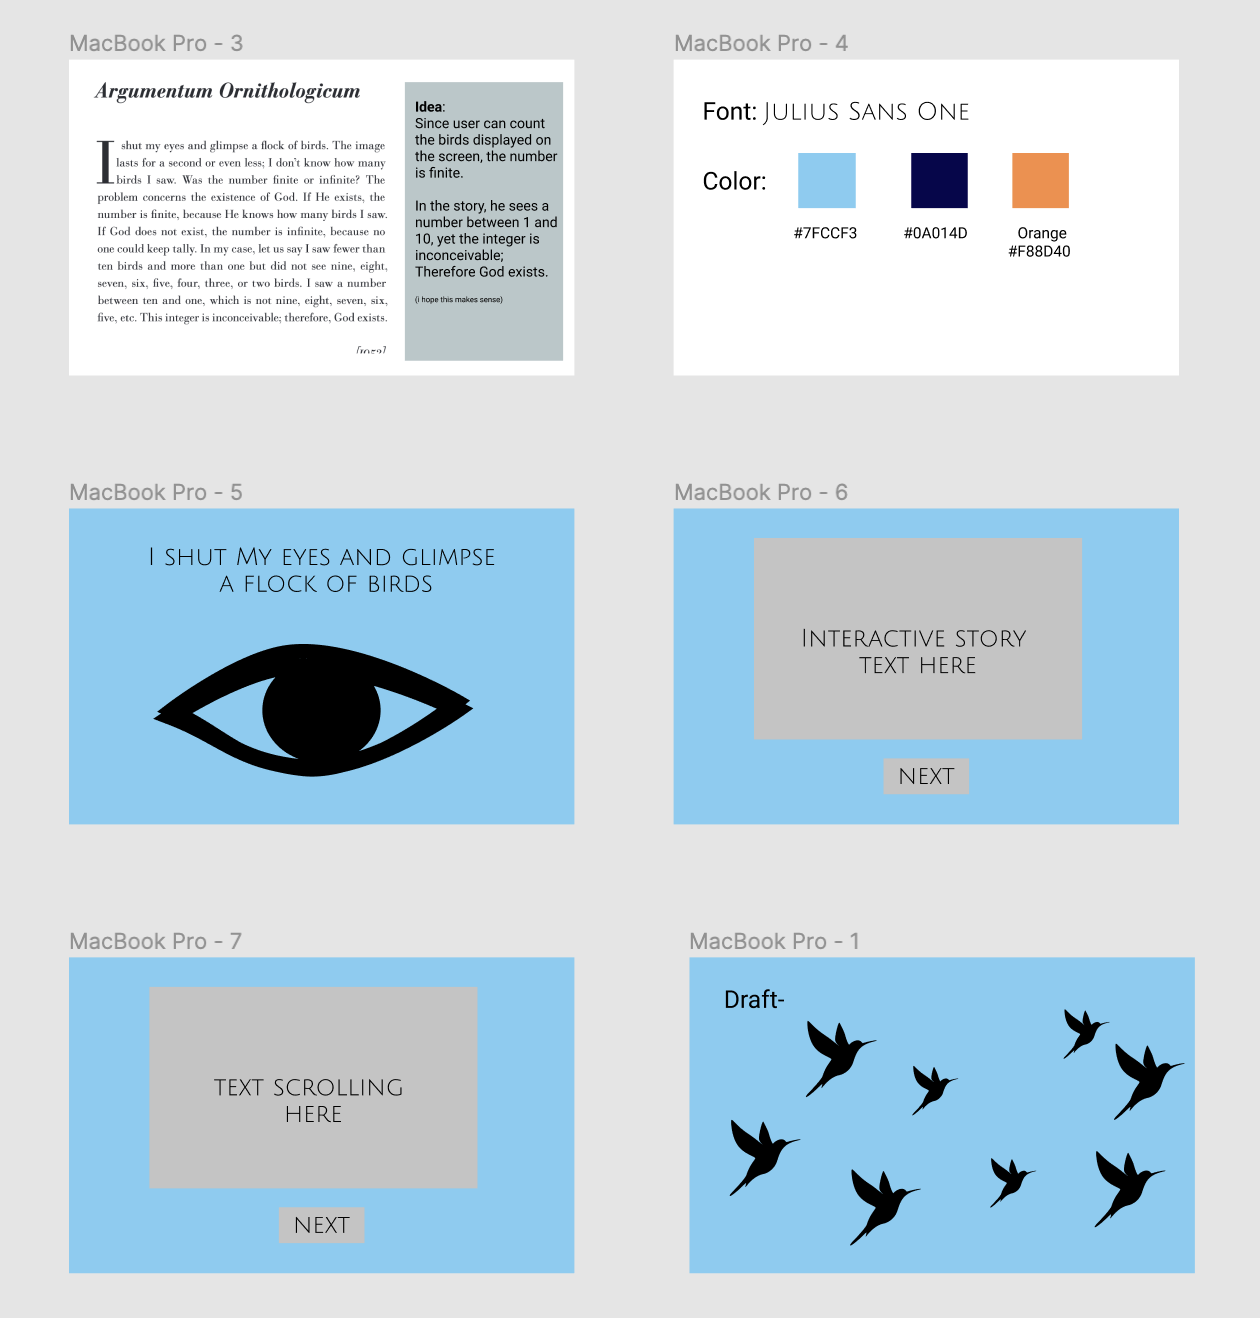 MacBook Pro - 3
Argumentum Ornithologicum
I shut my eyes and glimpse a flock of birds. The image
lasts for a second or even less; I don't know how many
birds I saw. Was the number finite or infinite? The
problem concerns the existence of God. If He exists, the
number is finite, because He knows how many birds I saw.
If God does not exist, the number is infinite, because no
one could keep tally. In my case, let us say I saw fewer than
ten birds and more than one but did not see nine, eight,
seven, six, five, four, three, or two birds. I saw a number
between ten and one, which is not nine, eight, seven, six,
five, etc. This integer is inconceivable; therefore, God exists.
Idea:
Since user can count
the birds displayed on
the screen, the number
is finite.
In the story, he sees a
number between 1 and
10, yet the integer is
inconceivable;
Therefore God exists.
(i hope this makes sense)
MacBook Pro - 4
Font: Julius Sans One
Color:
#7FCCF3
#0A014D
Orange
#F88D40
MacBook Pro - 5
I shut My eyes and glimpse
a flock of birds
MacBook Pro - 6
Interactive story
text here
next
MacBook Pro - 7
text scrolling
here
next
MacBook Pro - 1
Draft-